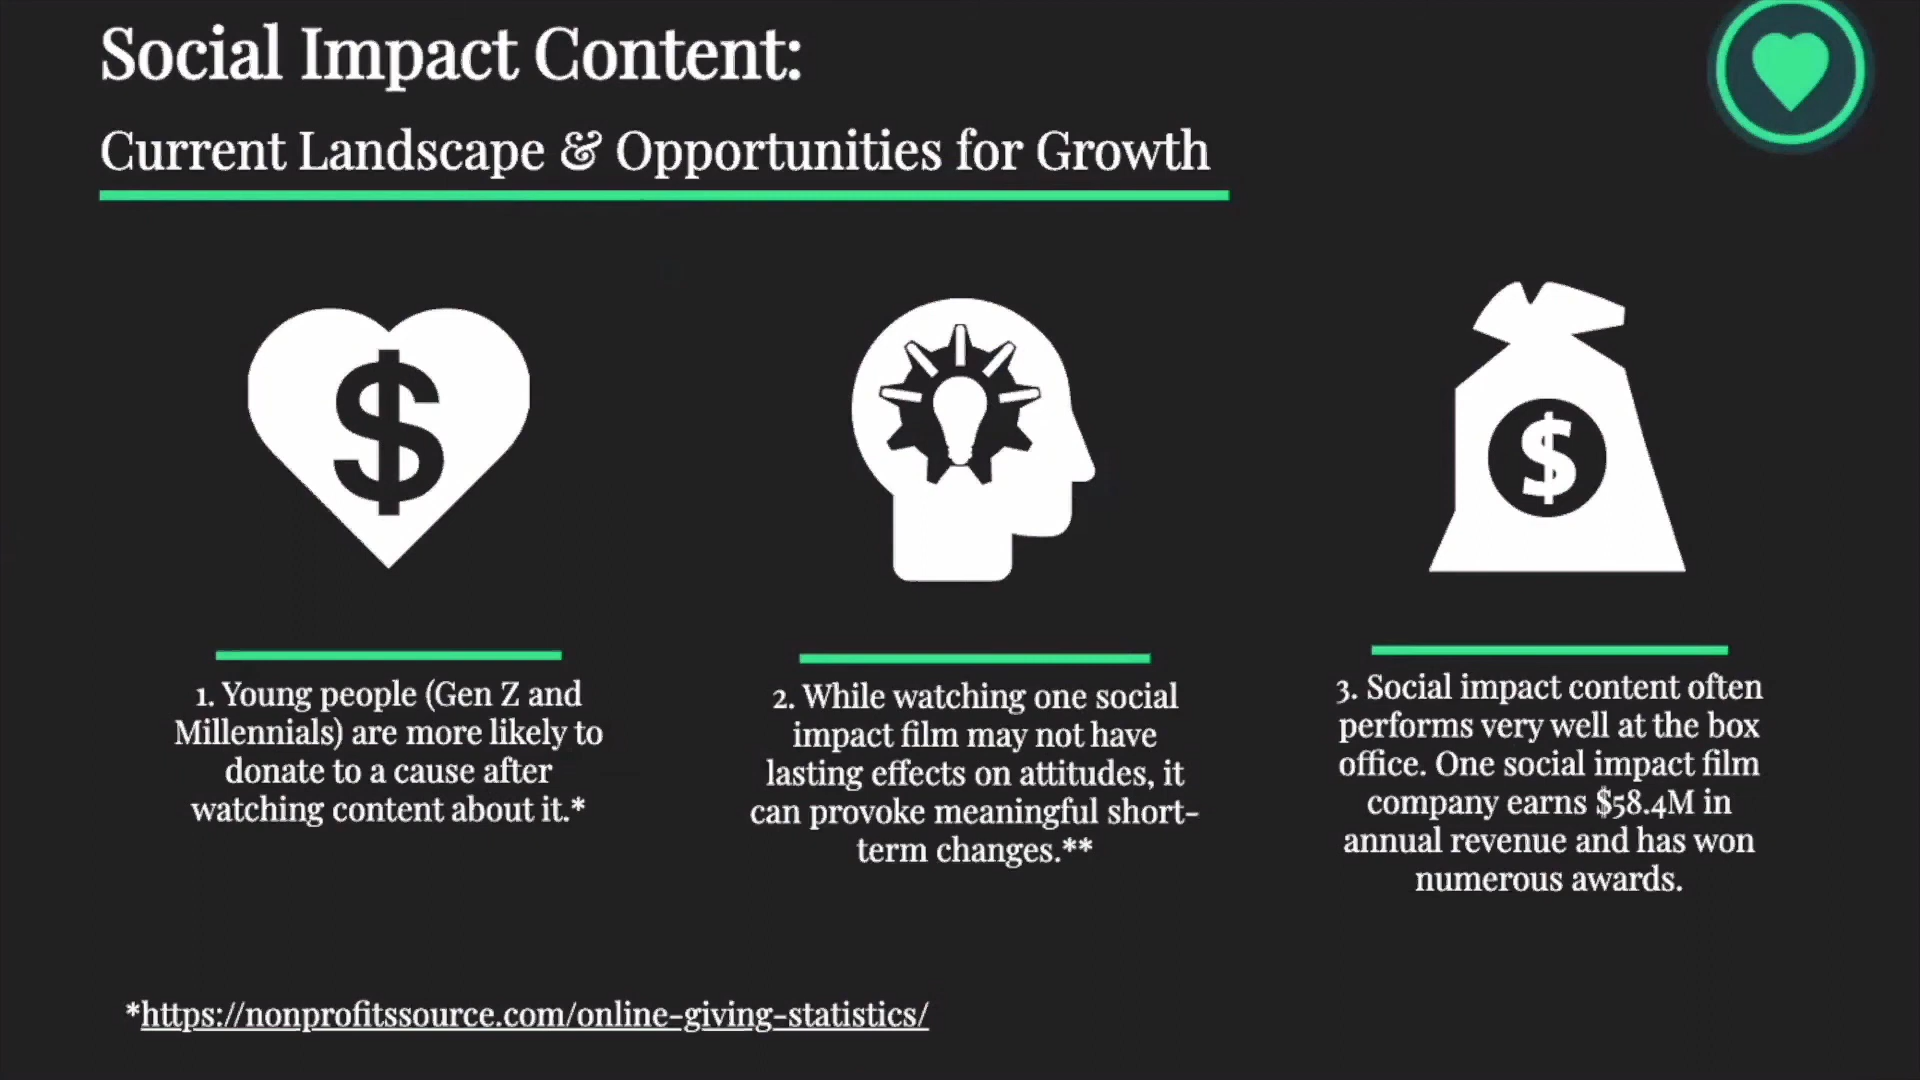 Social Impact Content:
Current Landscape & Opportunities for Growth
$
$
1. Young people (Gen Z and
Millennials) are more likely to
donate to a cause after
watching content about it.*
2. While watching one social
impact film may not have
lasting effects on attitudes, it
can provoke meaningful short-
term changes.**
3. Social impact content often
performs very well at the box
office. One social impact film
company earns $58.4M in
annual revenue and has won
numerous awards.
*https://nonprofitssource.com/online-giving-statistics/